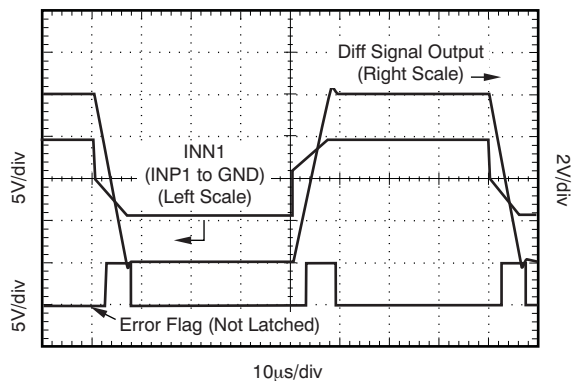 Diff Signal Output
(Right Scale)
INN1
(INP1 to GND)
(Left Scale)
5V/div
2V/div
5V/div
Error Flag (Not Latched)
10μs/div